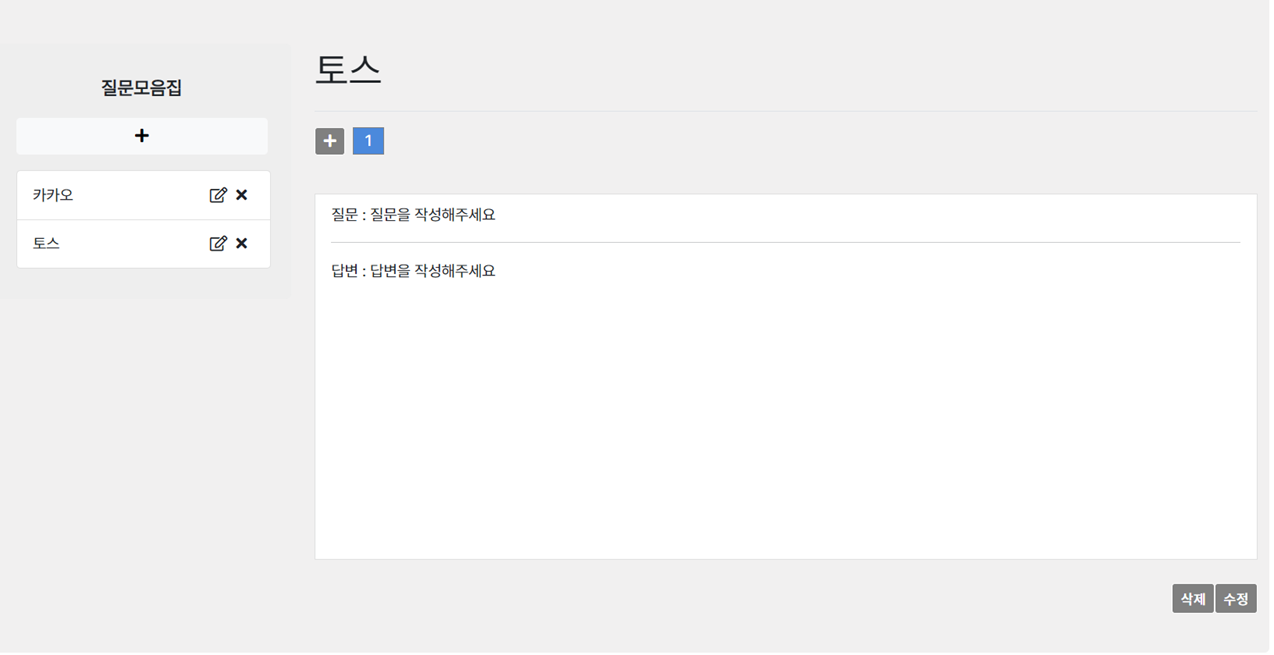 질문모음집
+
카카오
토스
토스
+ 1
질문 : 질문을 작성해주세요
답변 : 답변을 작성해주세요
삭제 수정